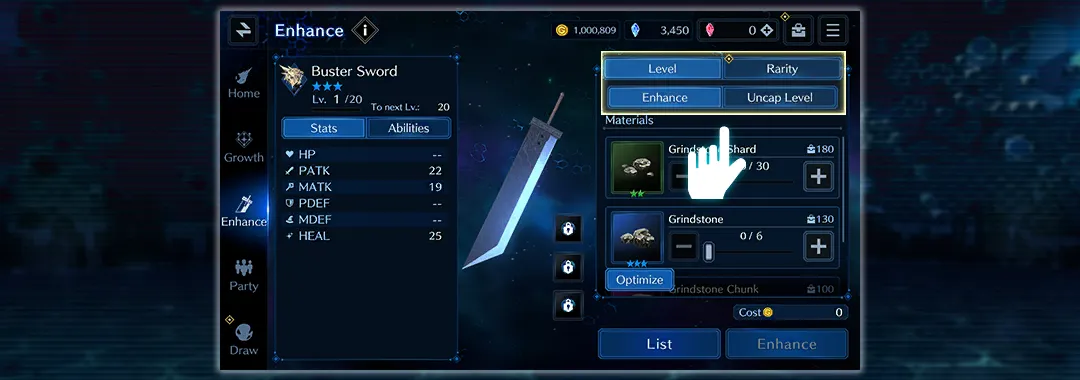 Enhance i
1,000,809
3,450
0
Home
Growth
Enhance
Party
Draw
Buster Sword
Lv. 1 /20
To next Lv.: 20
Stats
Abilities
HP --
PATK 22
MATK 19
PDEF --
MDEF --
HEAL 25
Level
Rarity
Enhance
Uncap Level
Materials
Grindstone Shard 180
/ 30
Grindstone 130
0 / 6
Optimize
Grindstone Chunk 100
Cost 0
List
Enhance